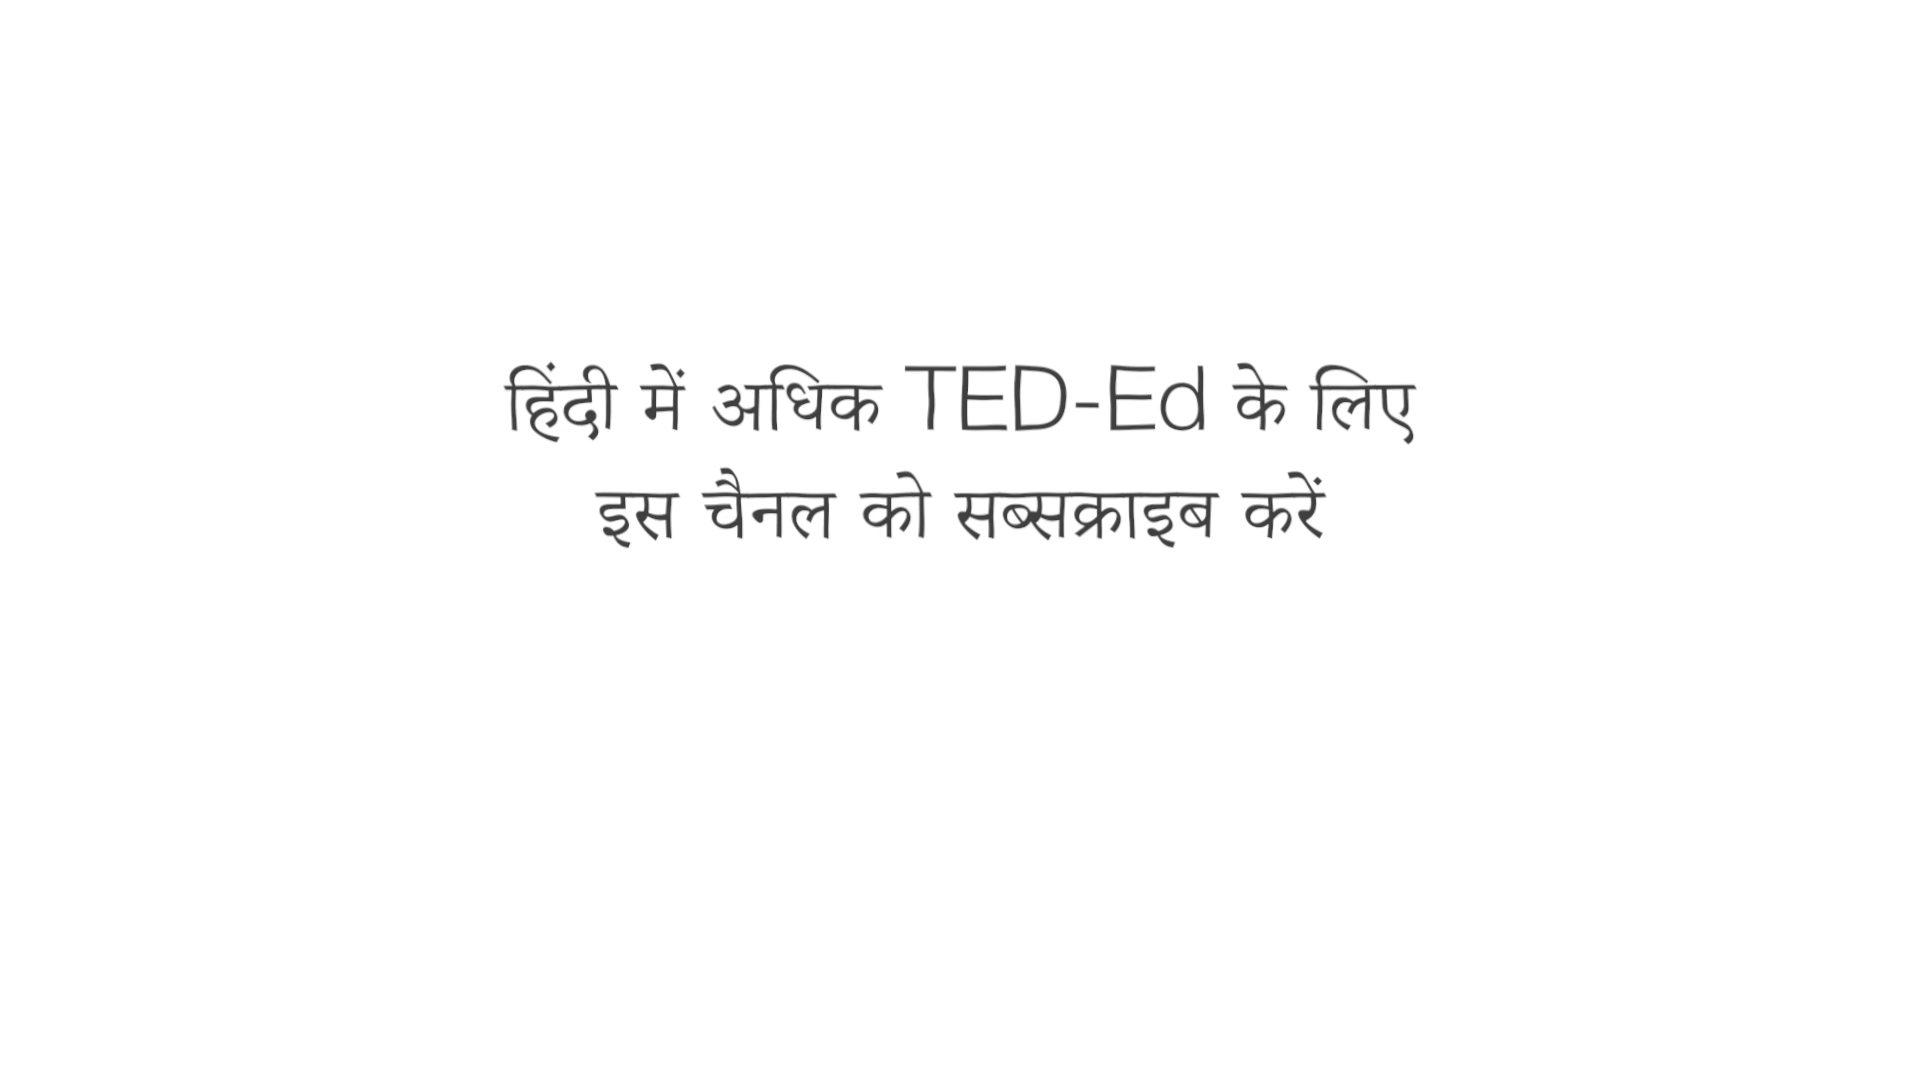 हिंदी में अधिक TED-Ed के लिए
इस चैनल को सब्सक्राइब करें